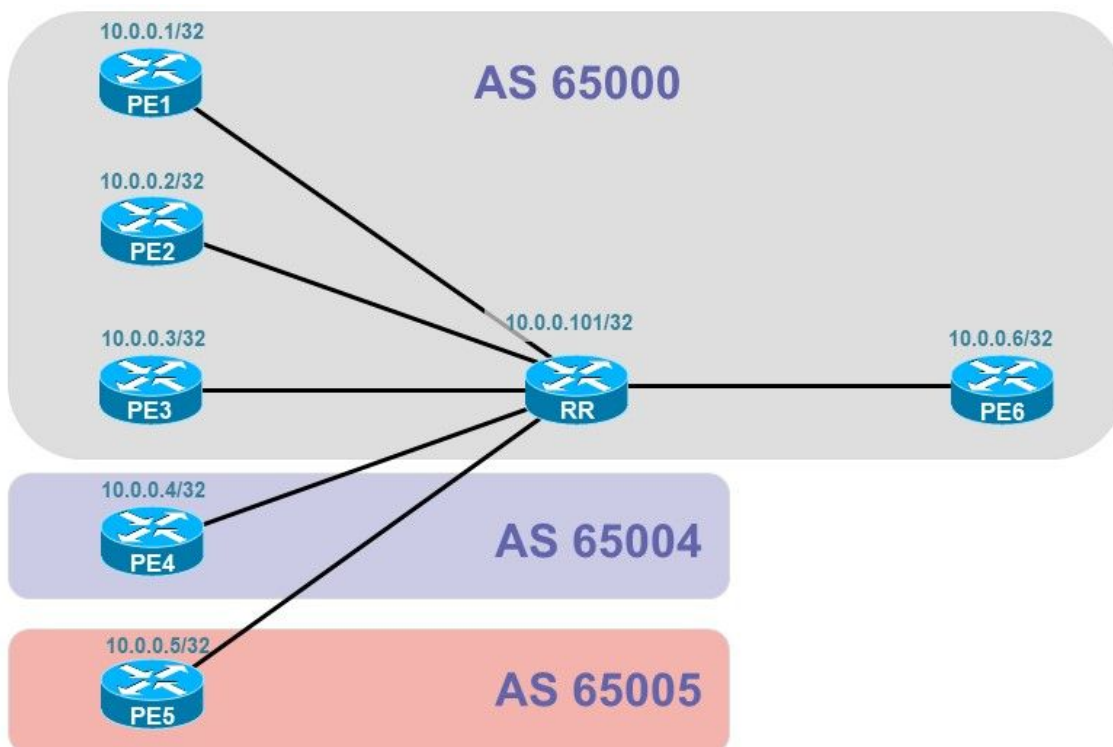 10.0.0.1/32
PE1
AS 65000
10.0.0.2/32
PE2
10.0.0.3/32
PE3
10.0.0.101/32
RR
10.0.0.6/32
PE6
10.0.0.4/32
PE4
AS 65004
10.0.0.5/32
PE5
AS 65005